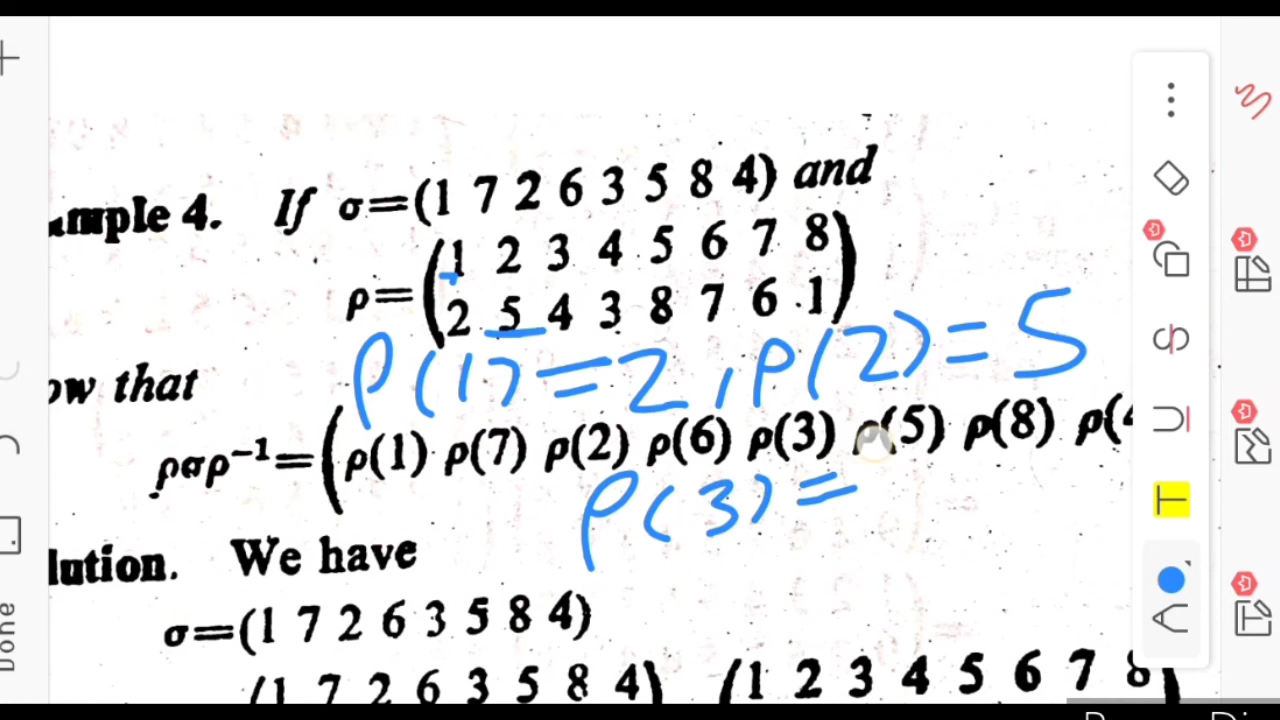 ample 4. If σ=(1 7 2 6 3 5 8 4) and
ρ=(1 2 3 4 5 6 7 8
2 5 4 3 8 7 6 1)
ρ(1)=2, ρ(2)=5
ow that
ρσρ⁻¹=(ρ(1) ρ(7) ρ(2) ρ(6) ρ(3) ρ(5) ρ(8) ρ(4
ρ(3)=
lution. We have
σ=(1 7 2 6 3 5 8 4)
(1 7 2 6 3 5 8 4) (1 2 3 4 5 6 7 8
Done